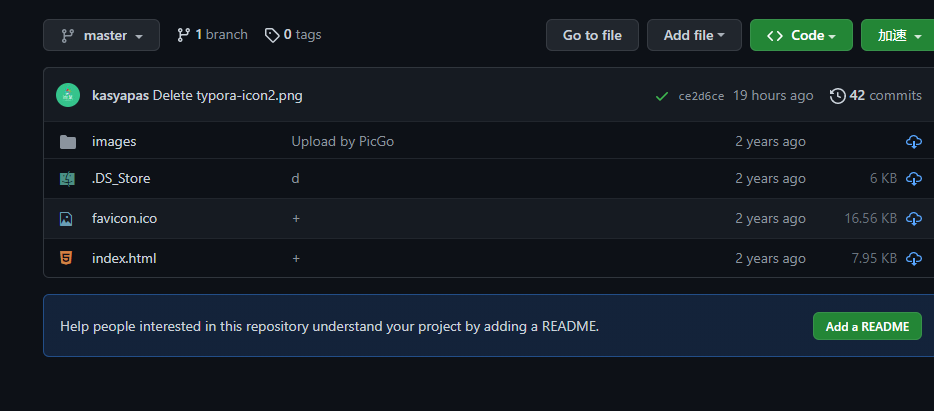 master 1 branch 0 tags Go to file Add file Code 加速
kasyapas Delete typora-icon2.png ce2d6ce 19 hours ago 42 commits
images Upload by PicGo 2 years ago
.DS_Store d 2 years ago 6 KB
favicon.ico + 2 years ago 16.56 KB
index.html + 2 years ago 7.95 KB
Help people interested in this repository understand your project by adding a README. Add a README